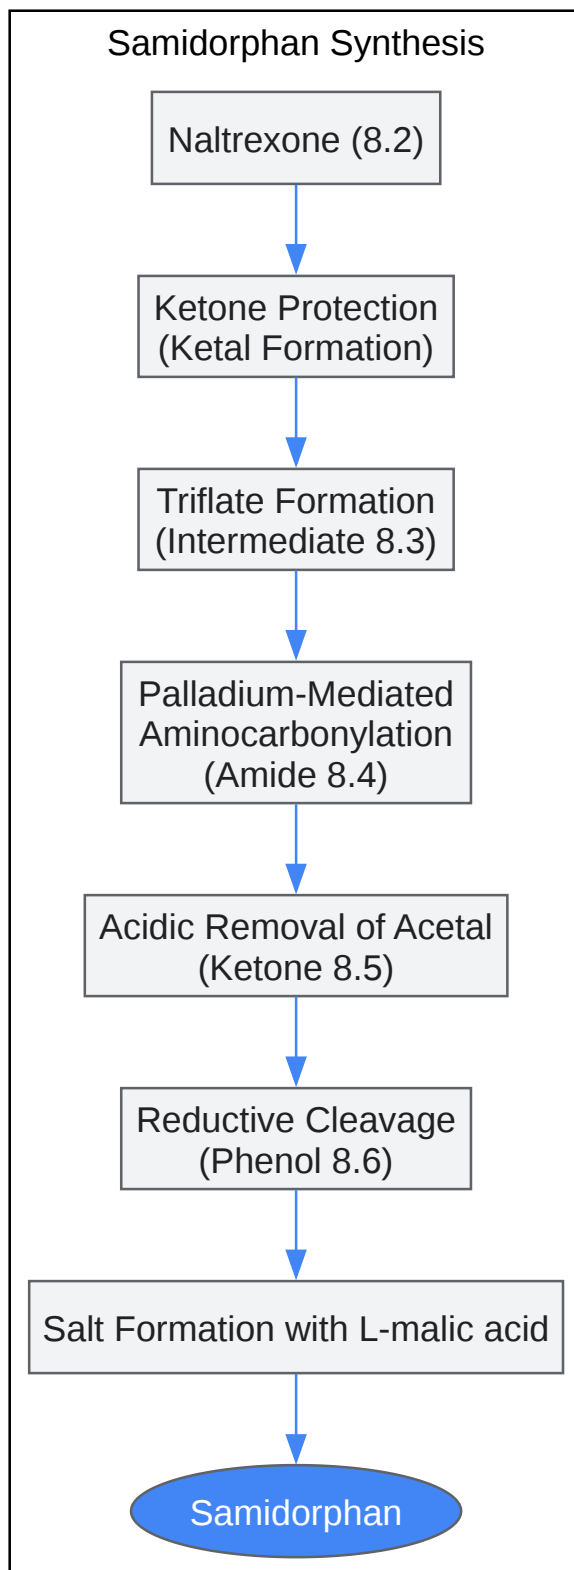 Samidorphan Synthesis
Naltrexone (8.2)
Ketone Protection
(Ketal Formation)
Triflate Formation
(Intermediate 8.3)
Palladium-Mediated
Aminocarbonylation
(Amide 8.4)
Acidic Removal of Acetal
(Ketone 8.5)
Reductive Cleavage
(Phenol 8.6)
Salt Formation with L-malic acid
Samidorphan